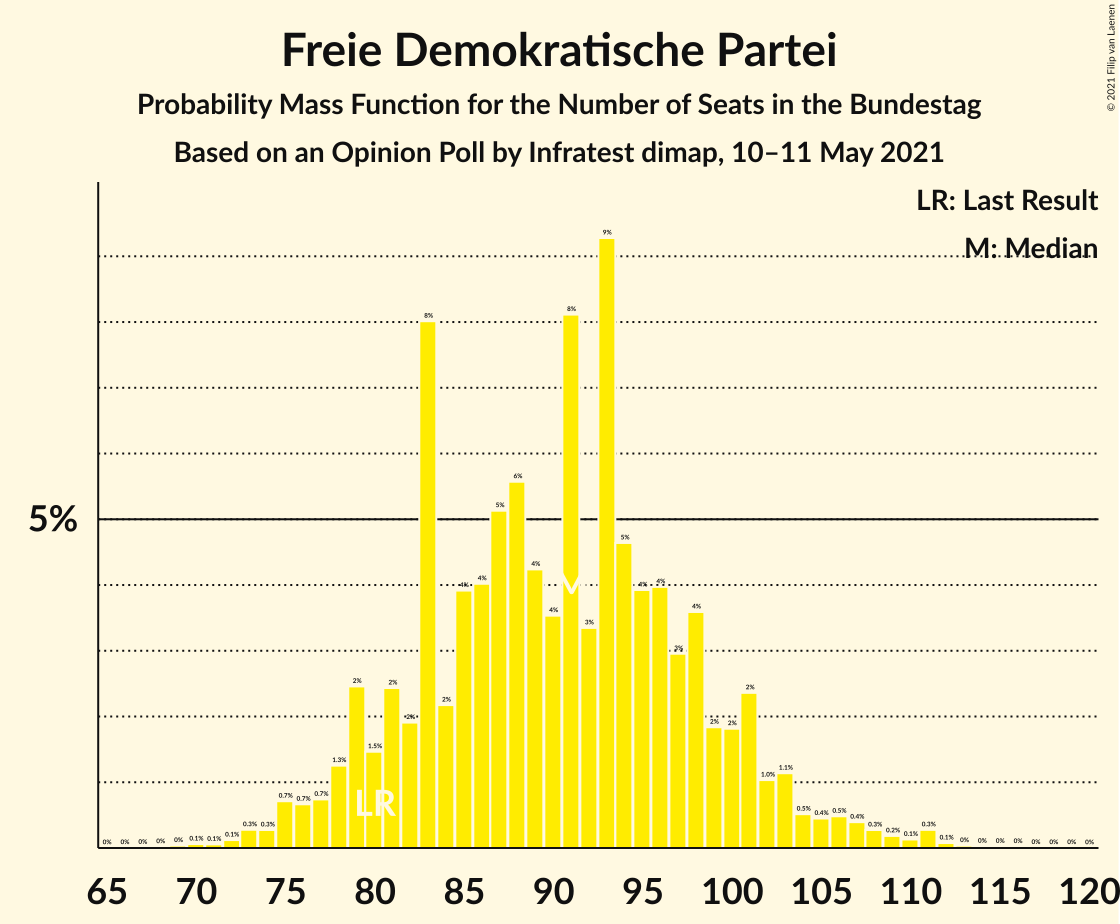 Freie Demokratische Partei
Probability Mass Function for the Number of Seats in the Bundestag
Based on an Opinion Poll by Infratest dimap, 10–11 May 2021
© 2021 Filip van Laenen
LR: Last Result
M: Median
5%
0% 0% 0% 0% 0% 0.1% 0.1% 0.1% 0.3% 0.3% 0.7% 0.7% 0.7% 1.3% 2% 1.5% 2% 2% 8% 2% 4% 4% 5% 6% 4% 4% 8% 3% 9% 5% 4% 4% 3% 4% 2% 2% 2% 1.0% 1.1% 0.5% 0.4% 0.5% 0.4% 0.3% 0.2% 0.1% 0.3% 0.1% 0% 0% 0% 0% 0% 0% 0% 0%
M
LR
65 70 75 80 85 90 95 100 105 110 115 120